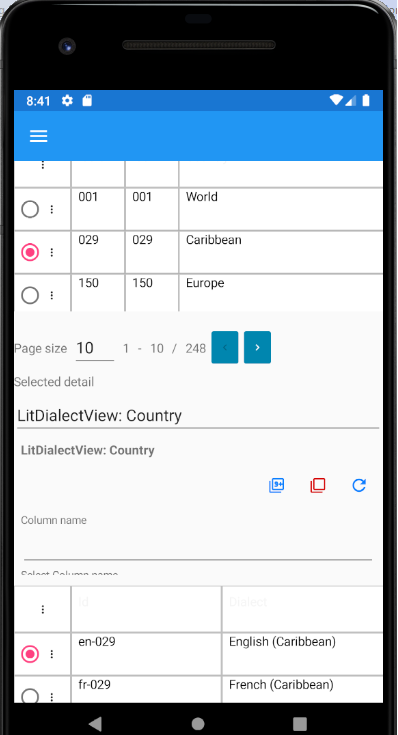 8:41
001 001 World
029 029 Caribbean
150 150 Europe
Page size 10 1 - 10 / 248 < >
Selected detail
LitDialectView: Country
LitDialectView: Country
9+
Column name
Select Column name
Id Dialect
en-029 English (Caribbean)
fr-029 French (Caribbean)